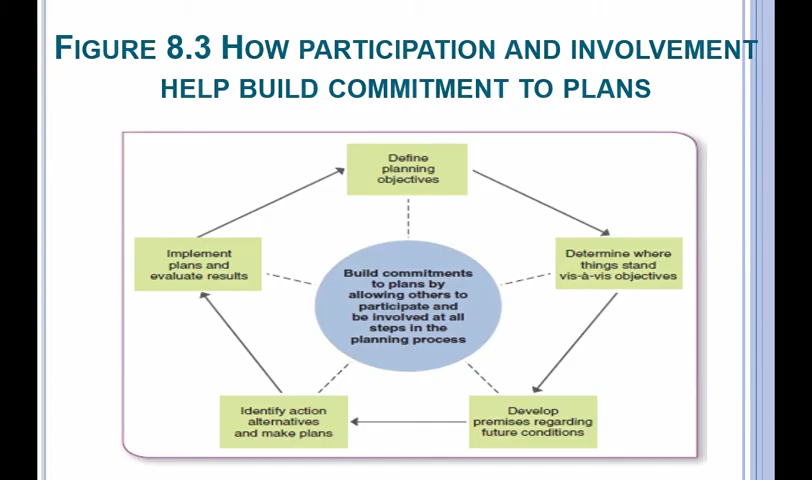 FIGURE 8.3 HOW PARTICIPATION AND INVOLVEMENT
HELP BUILD COMMITMENT TO PLANS
Define
planning
objectives
Implement
plans and
evaluate results
Determine where
things stand
vis-à-vis objectives
Build commitments
to plans by
allowing others to
participate and
be involved at all
steps in the
planning process
Identify action
alternatives
and make plans
Develop
premises regarding
future conditions